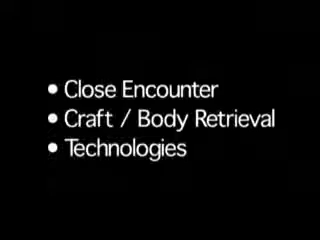 • Close Encounter
• Craft / Body Retrieval
• Technologies